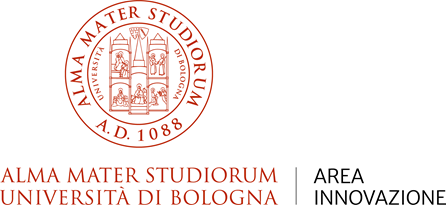 ALMA MATER STUDIORUM
UNIVERSITÀ DI BOLOGNA
A.D. 1088
ALMA MATER STUDIORUM
UNIVERSITÀ DI BOLOGNA
AREA
INNOVAZIONE